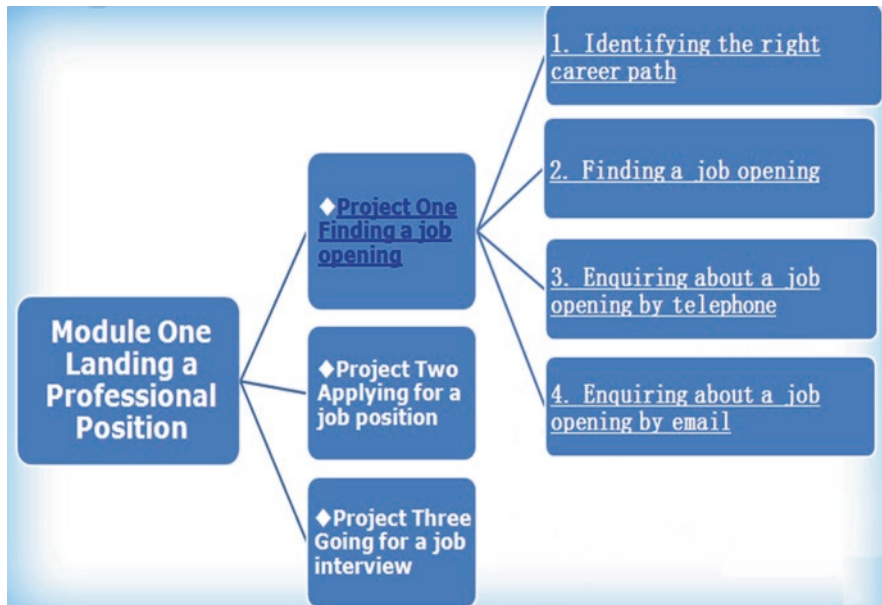 Module One
Landing a
Professional
Position
◆Project One
Finding a job
opening
◆Project Two
Applying for a
job position
◆Project Three
Going for a job
interview
1. Identifying the right
career path
2. Finding a job opening
3. Enquiring about a job
opening by telephone
4. Enquiring about a job
opening by email